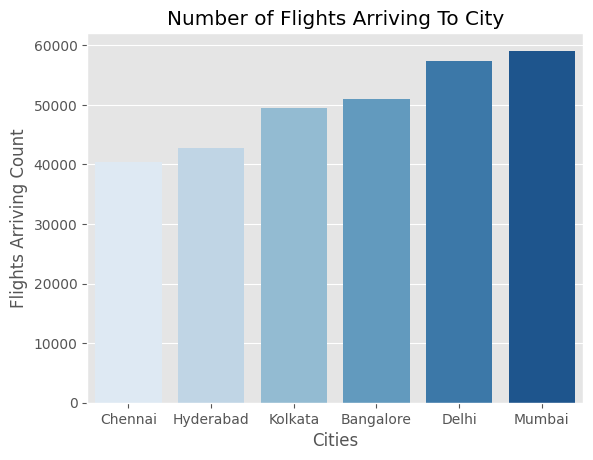 Number of Flights Arriving To City
Flights Arriving Count
60000
50000
40000
30000
20000
10000
0
Chennai Hyderabad Kolkata Bangalore Delhi Mumbai
Cities